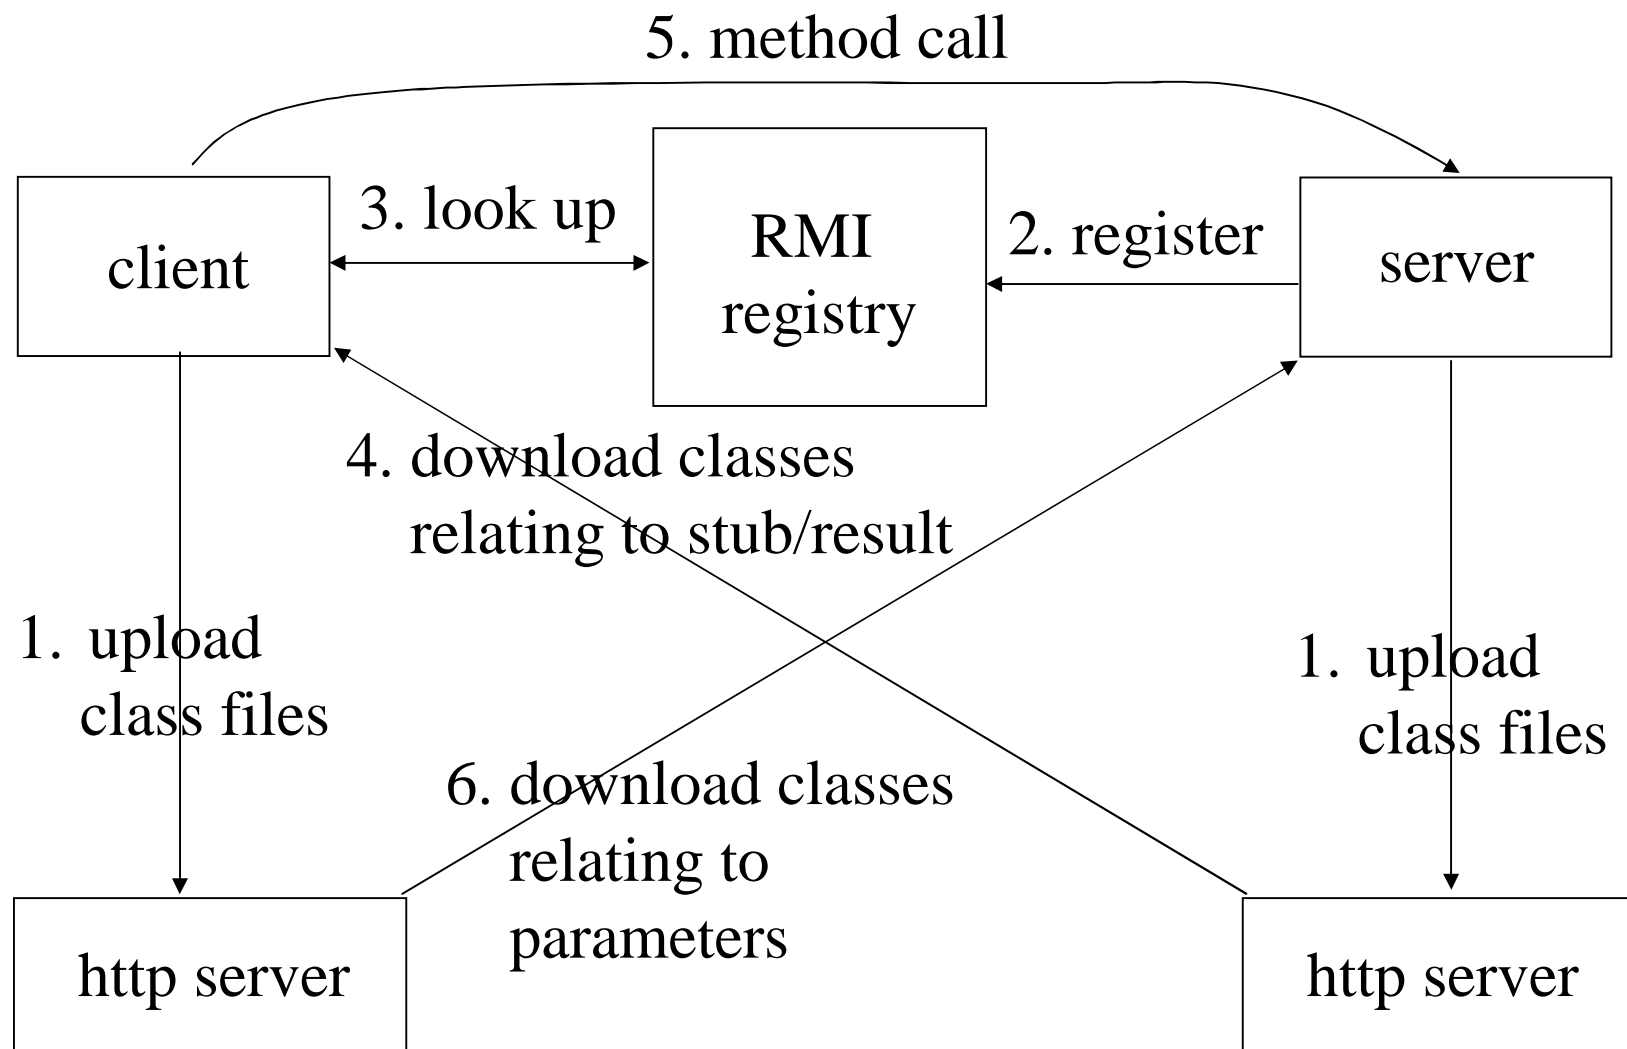 5. method call
3. look up
RMI
registry
2. register
client
server
4. download classes
relating to stub/result
1. upload
class files
1. upload
class files
6. download classes
relating to
parameters
http server
http server